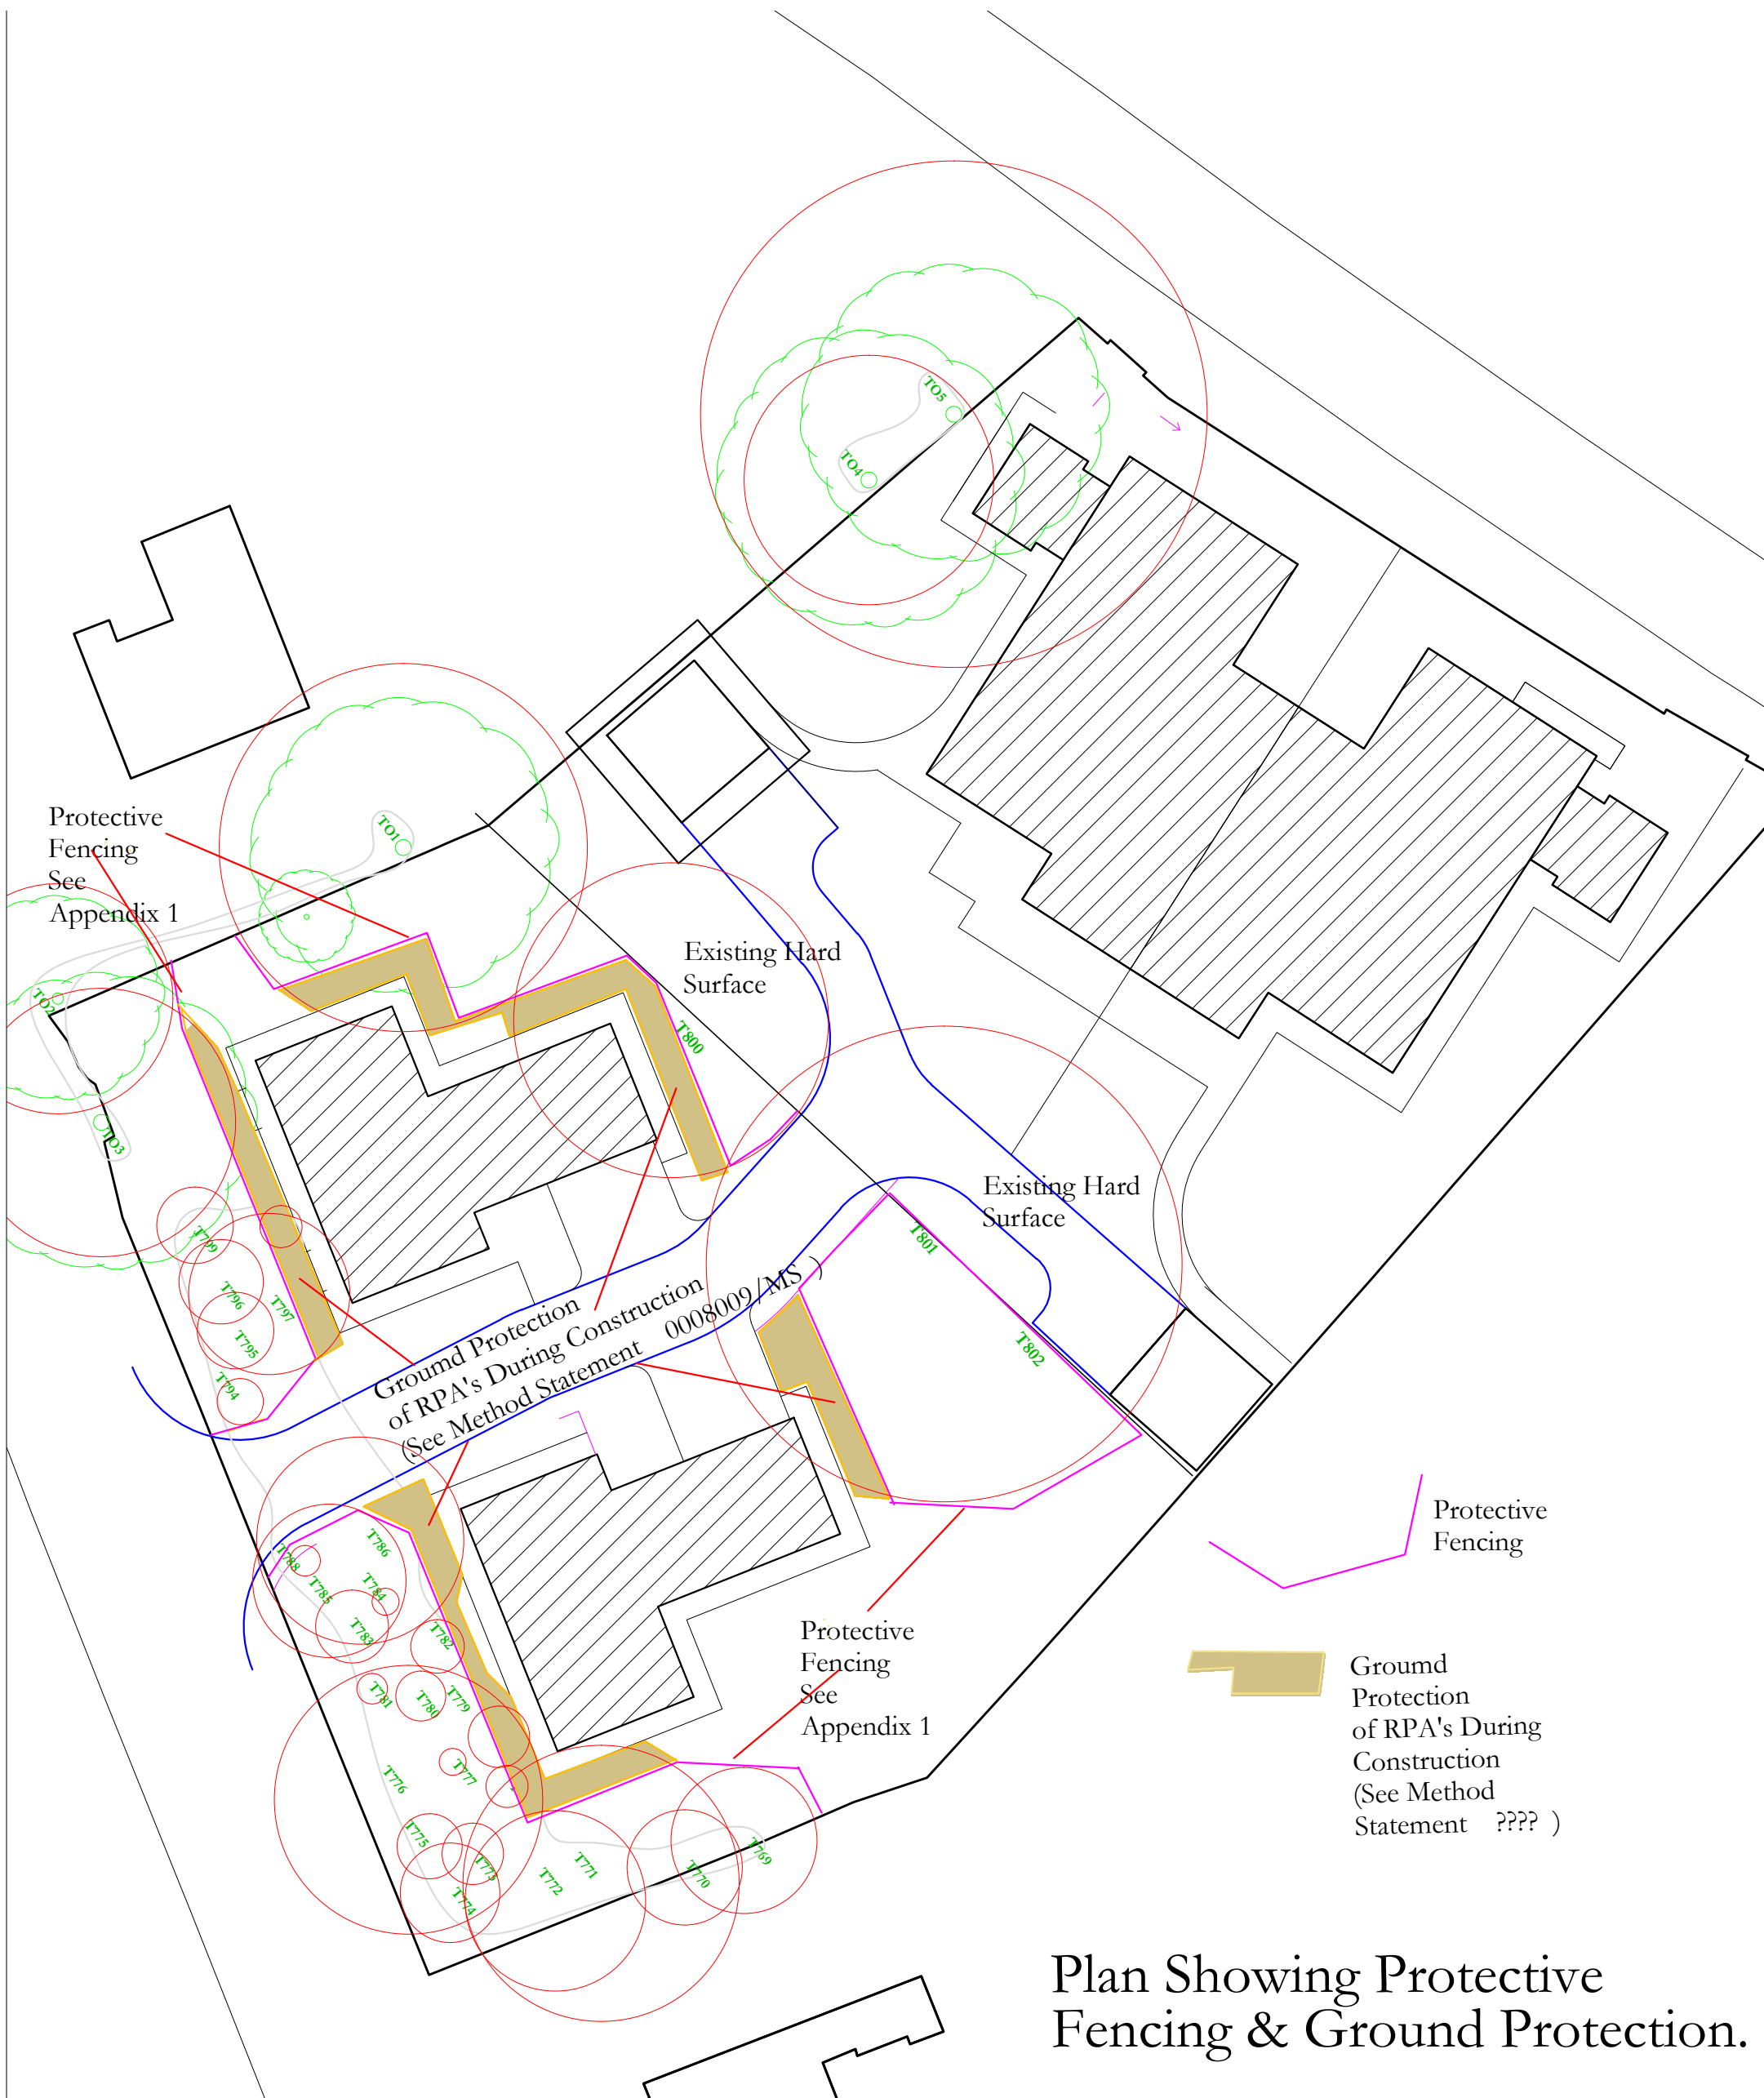 TO5
TO4
Protective
Fencing
See
Appendix 1
TO1
Existing Hard
Surface
TO2
T800
TO3
Existing Hard
Surface
T799
T801
T796
T797
T795
T802
T794
Groumd Protection
of RPA's During Construction
(See Method Statement 0008009/MS )
Protective
Fencing
T786
T788
T785
T784
T783
T782
Protective
Fencing
See
Appendix 1
T781
T780
T779
Groumd
Protection
of RPA's During
Construction
(See Method
Statement ???? )
T777
T776
T775
T773
T774
T772
T771
T770
T769
Plan Showing Protective
Fencing & Ground Protection.